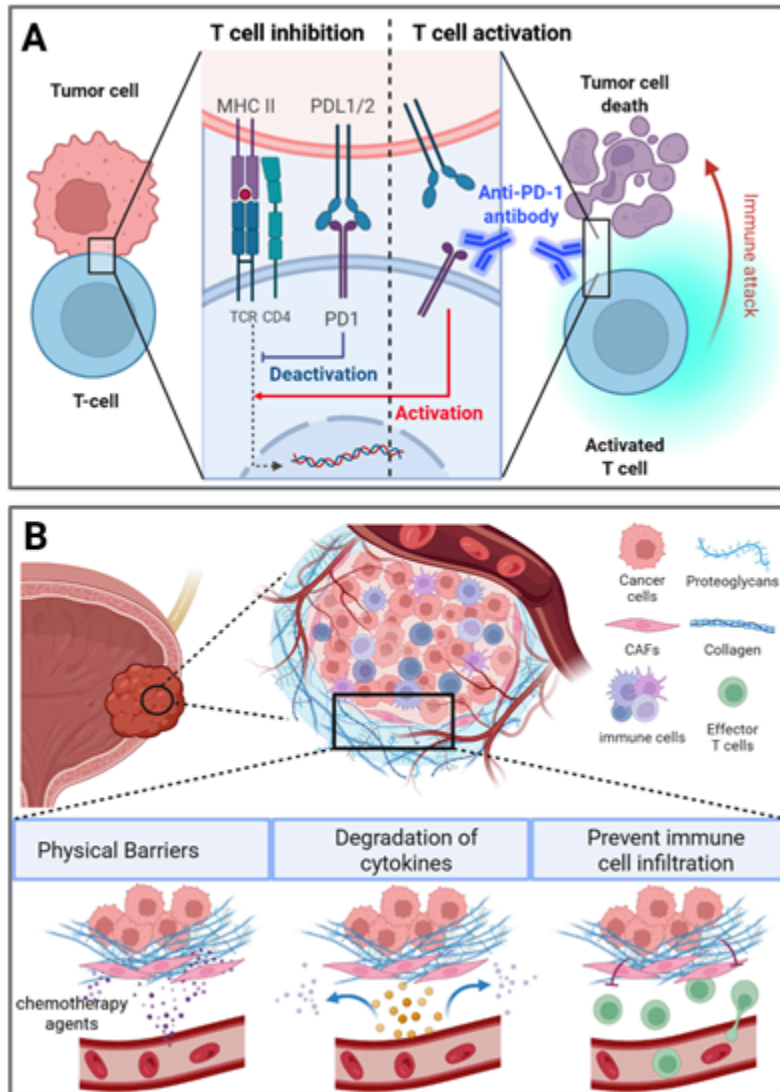 A
T cell inhibition
T cell activation
Tumor cell
MHC II
PDL1/2
Tumor cell
death
Anti-PD-1
antibody
Immune attack
TCR CD4
PD1
Deactivation
T-cell
Activation
Activated
T cell
B
Cancer
cells
Proteoglycans
CAFs
Collagen
immune cells
Effector
T cells
Physical Barriers
Degradation of
cytokines
Prevent immune
cell infiltration
chemotherapy
agents